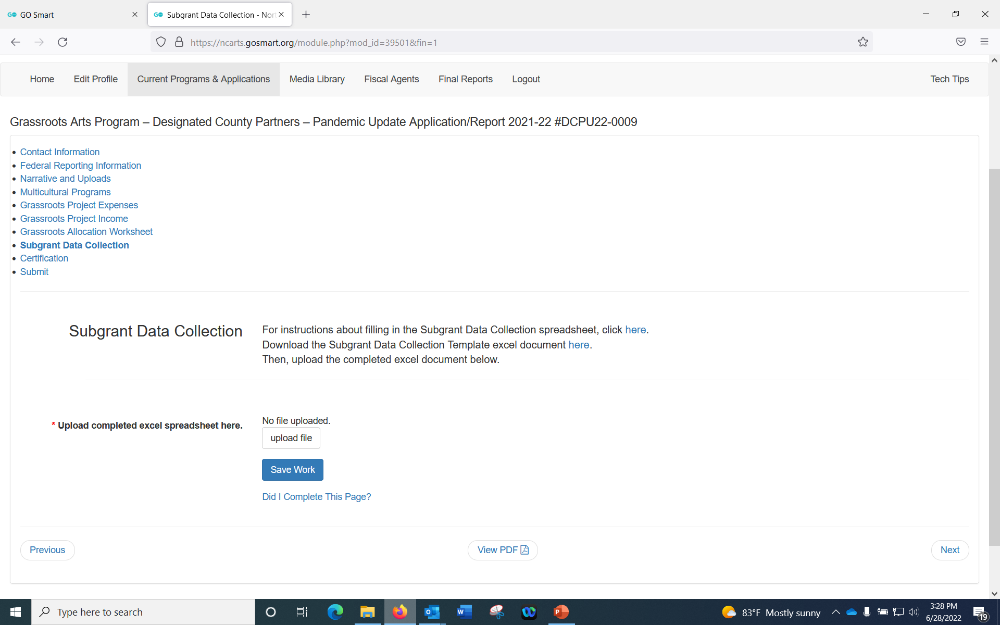 GO Smart
Subgrant Data Collection - Nor
https://ncarts.gosmart.org/module.php?mod_id=39501&fin=1
Home Edit Profile Current Programs & Applications Media Library Fiscal Agents Final Reports Logout Tech Tips
Grassroots Arts Program – Designated County Partners – Pandemic Update Application/Report 2021-22 #DCPU22-0009
Contact Information
Federal Reporting Information
Narrative and Uploads
Multicultural Programs
Grassroots Project Expenses
Grassroots Project Income
Grassroots Allocation Worksheet
Subgrant Data Collection
Certification
Submit
Subgrant Data Collection
For instructions about filling in the Subgrant Data Collection spreadsheet, click here.
Download the Subgrant Data Collection Template excel document here.
Then, upload the completed excel document below.
* Upload completed excel spreadsheet here.
No file uploaded.
upload file
Save Work
Did I Complete This Page?
Previous View PDF Next
Type here to search
83°F Mostly sunny
3:28 PM
6/28/2022
19